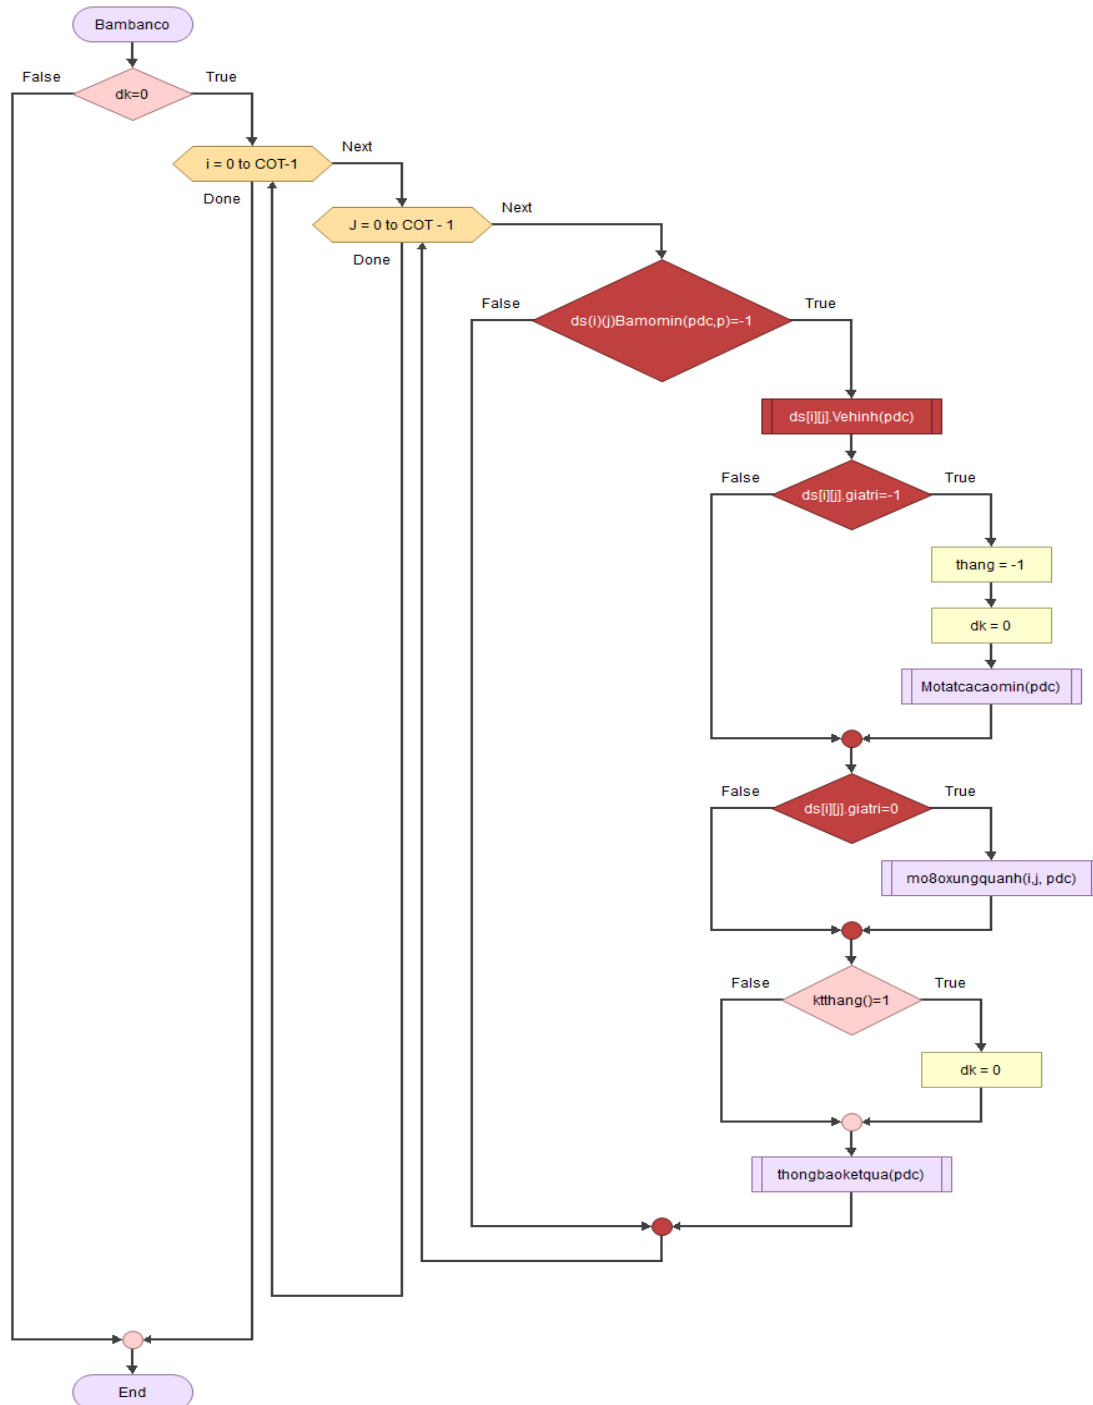 Bambanco
False
True
dk=0
i = 0 to COT-1
Next
Done
J = 0 to COT - 1
Next
Done
False
True
ds(i)(j)Bamomin(pdc,p)=-1
ds[i][j].Vehinh(pdc)
False
True
ds[i][j].giatri=-1
thang = -1
dk = 0
Motatcacaomin(pdc)
False
True
ds[i][j].giatri=0
mo8oxungquanh(i,j, pdc)
False
True
ktthang()=1
dk = 0
thongbaoketqua(pdc)
End